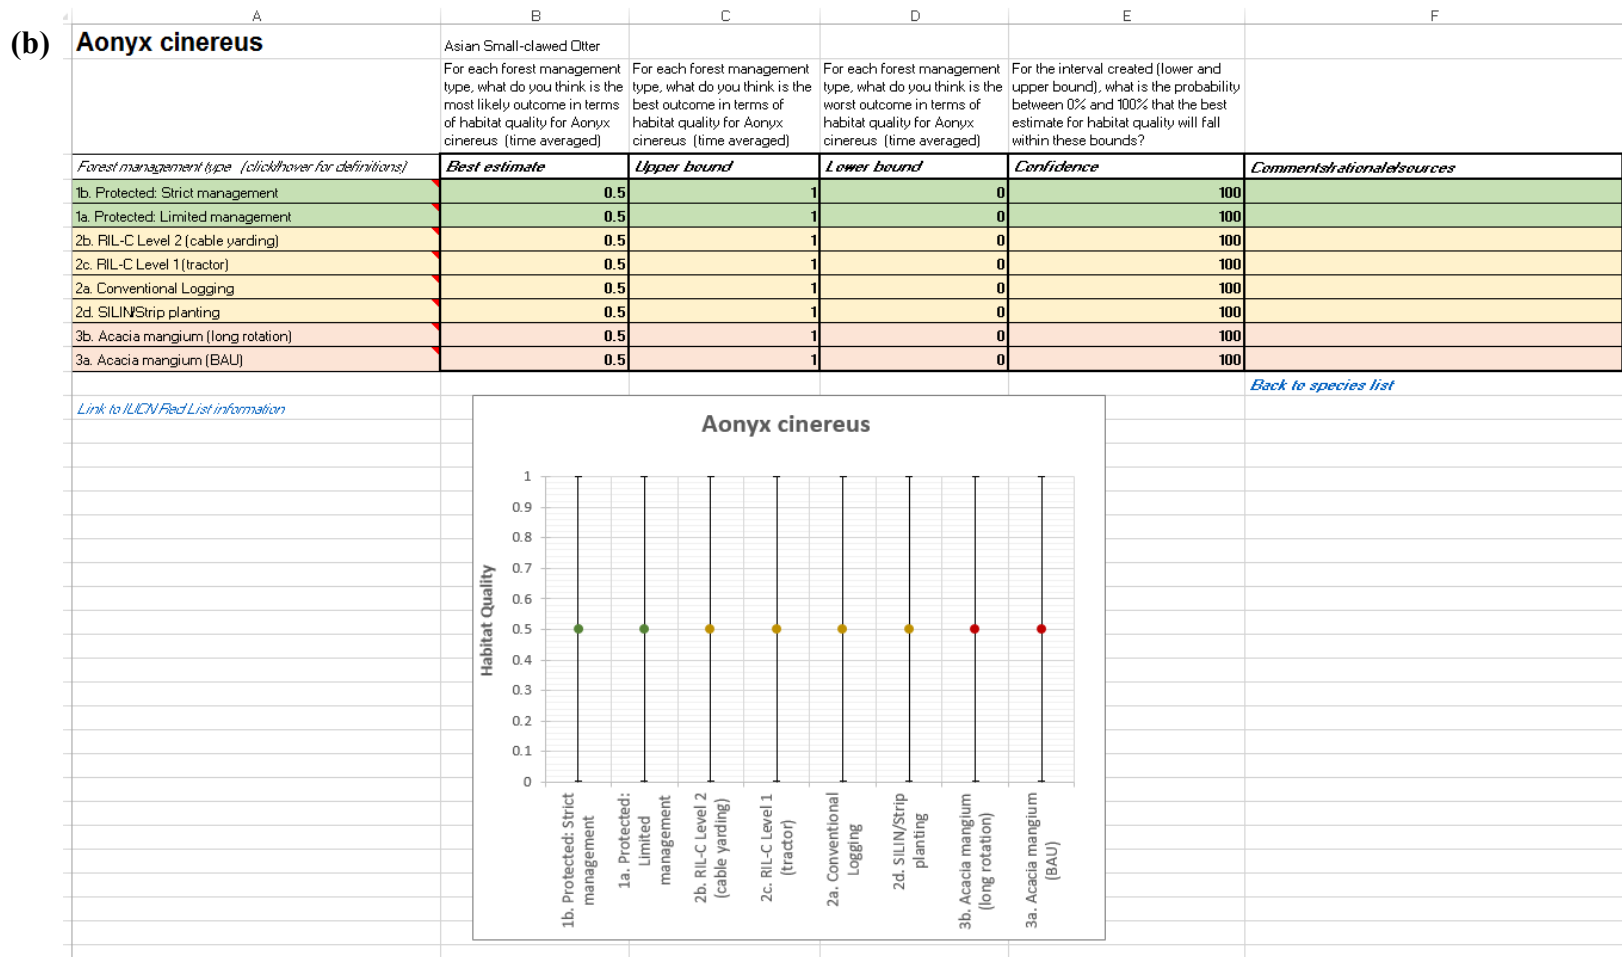 A B C D E F
(b) Aonyx cinereus Asian Small-clawed Otter
For each forest management type, what do you think is the most likely outcome in terms of habitat quality for Aonyx cinereus (time averaged)
For each forest management type, what do you think is the best outcome in terms of habitat quality for Aonyx cinereus (time averaged)
For each forest management type, what do you think is the worst outcome in terms of habitat quality for Aonyx cinereus (time averaged)
For the interval created (lower and upper bound), what is the probability between 0% and 100% that the best estimate for habitat quality will fall within these bounds?
Forest management type (click/hover for definitions) Best estimate Upper bound Lower bound Confidence Comments/rationale/sources
1b. Protected: Strict management 0.5 1 0 100
1a. Protected: Limited management 0.5 1 0 100
2b. RIL-C Level 2 (cable yarding) 0.5 1 0 100
2c. RIL-C Level 1 (tractor) 0.5 1 0 100
2a. Conventional Logging 0.5 1 0 100
2d. SILIN/Strip planting 0.5 1 0 100
3b. Acacia mangium (long rotation) 0.5 1 0 100
3a. Acacia mangium (BAU) 0.5 1 0 100
Back to species list
Link to IUCN Red List information
Aonyx cinereus
Habitat Quality
1
0.9
0.8
0.7
0.6
0.5
0.4
0.3
0.2
0.1
0
1b. Protected: Strict
management
1a. Protected:
Limited
management
2b. RIL-C Level 2
(cable yarding)
2c. RIL-C Level 1
(tractor)
2a. Conventional
Logging
2d. SILIN/Strip
planting
3b. Acacia mangium
(long rotation)
3a. Acacia mangium
(BAU)